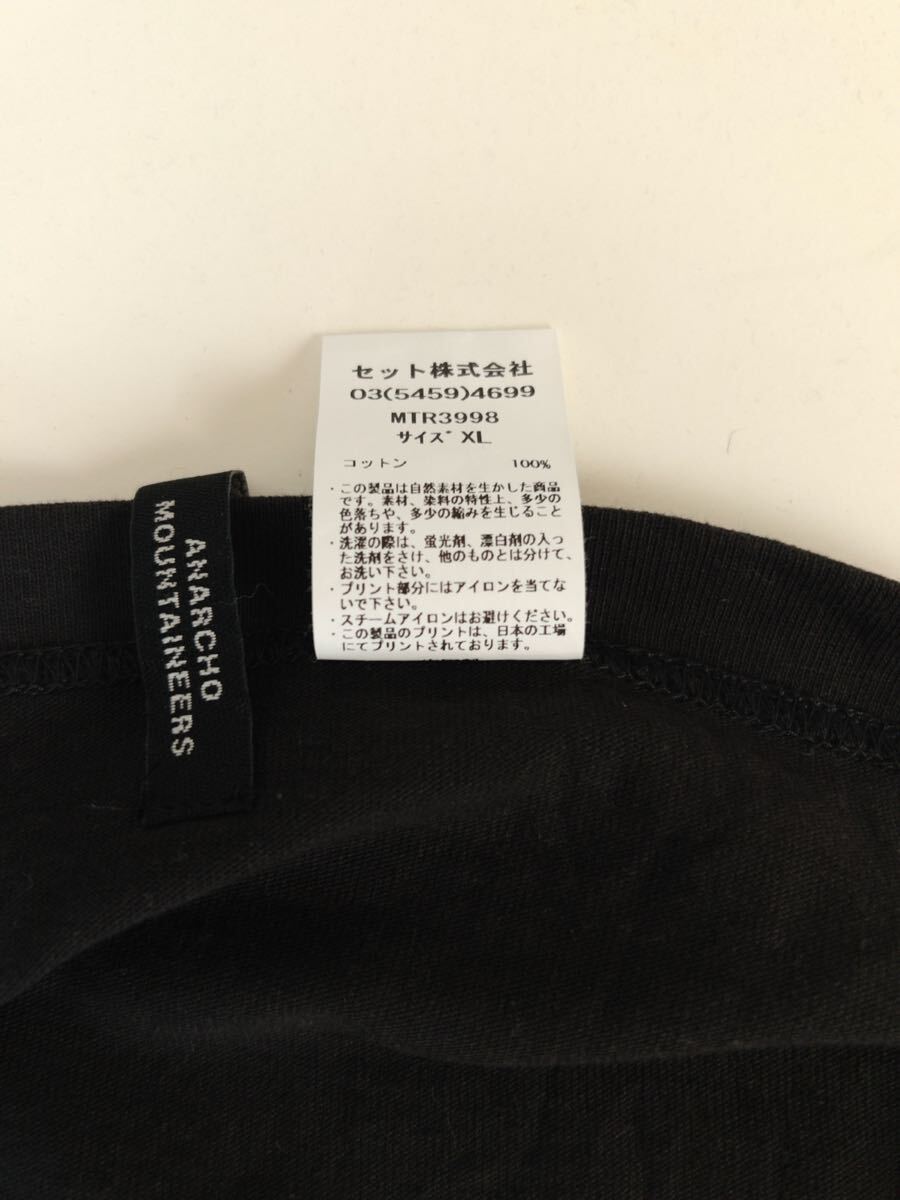 セット株式会社
03(5459)4699
MTR3998
サイズ XL
コットン 100%
・この製品は自然素材を生かした商品
です。素材、染料の特性上、多少の
色落ちや、多少の縮みを生じること
があります。
・洗濯の際は、蛍光剤、漂白剤の入っ
た洗剤をさけ、他のものとは分けて、
お洗い下さい。
・プリント部分にはアイロンを当てな
いで下さい。
・スチームアイロンはお避けください。
・この製品のプリントは、日本の工場
にてプリントされております。
ANARCHO
MOUNTAINEERS